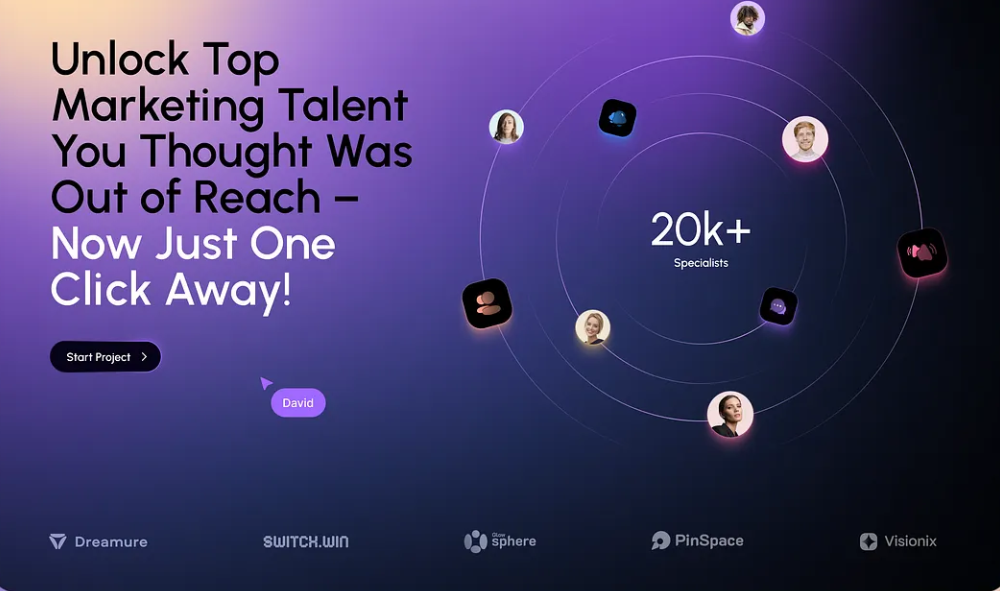 Unlock Top
Marketing Talent
You Thought Was
Out of Reach –
Now Just One
Click Away!
Start Project
David
20k+
Specialists
Dreamure
SWITCH.WIN
Glow
sphere
PinSpace
Visionix